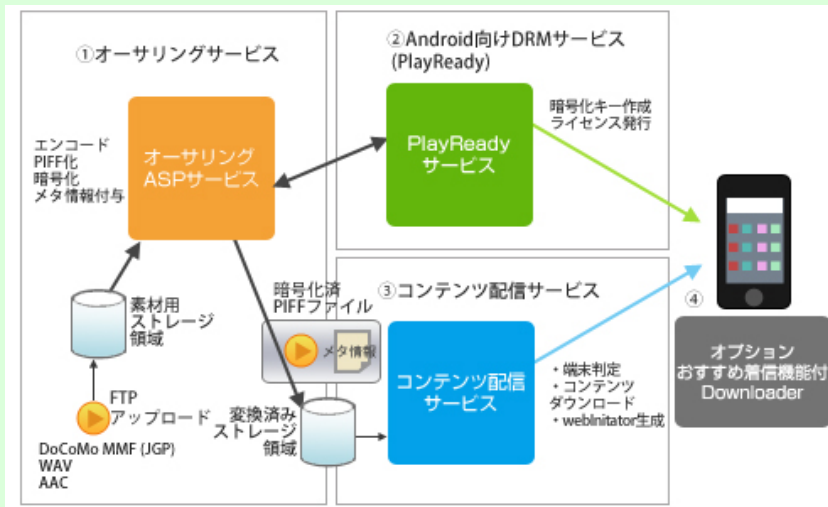 ①オーサリングサービス
エンコード
PIFF化
暗号化
メタ情報付与
オーサリング
ASPサービス
素材用
ストレージ
領域
FTP
アップロード
DoCoMo MMF (JGP)
WAV
AAC
②Android向けDRMサービス
(PlayReady)
PlayReady
サービス
暗号化キー作成
ライセンス発行
暗号化済
PIFFファイル
メタ情報
変換済み
ストレージ
領域
③コンテンツ配信サービス
コンテンツ配信
サービス
・端末判定
・コンテンツ
ダウンロード
・webInitator生成
④
オプション
おすすめ着信機能付
Downloader